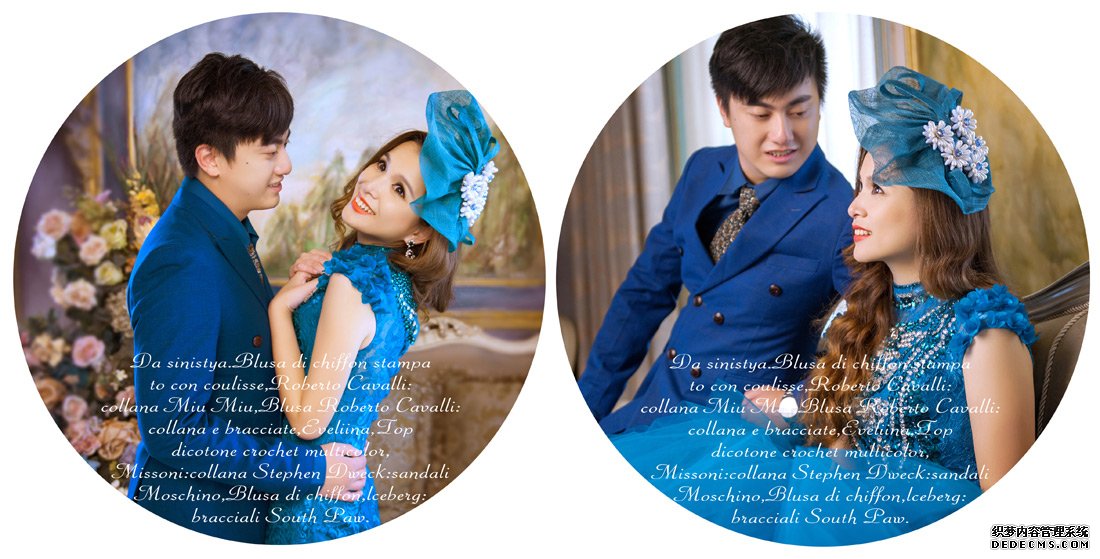 Da sinistya.Blusa di chiffon stampa
to con coulisse,Roberto Cavalli:
collana Miu Miu,Blusa Roberto Cavalli:
collana e bracciate,Eveliina,Top
dicotone crochet multicolor,
Missoni:collana Stephen Dweck:sandali
Moschino,Blusa di chiffon,lceberg:
bracciali South Paw.
Da sinistya.Blusa di chiffon stampa
to con coulisse,Roberto Cavalli:
collana Miu Miu,Blusa Roberto Cavalli:
collana e bracciate,Eveliina,Top
dicotone crochet multicolor,
Missoni:collana Stephen Dweck:sandali
Moschino,Blusa di chiffon,lceberg:
bracciali South Paw.
织梦内容管理系统
DEDECMS.COM